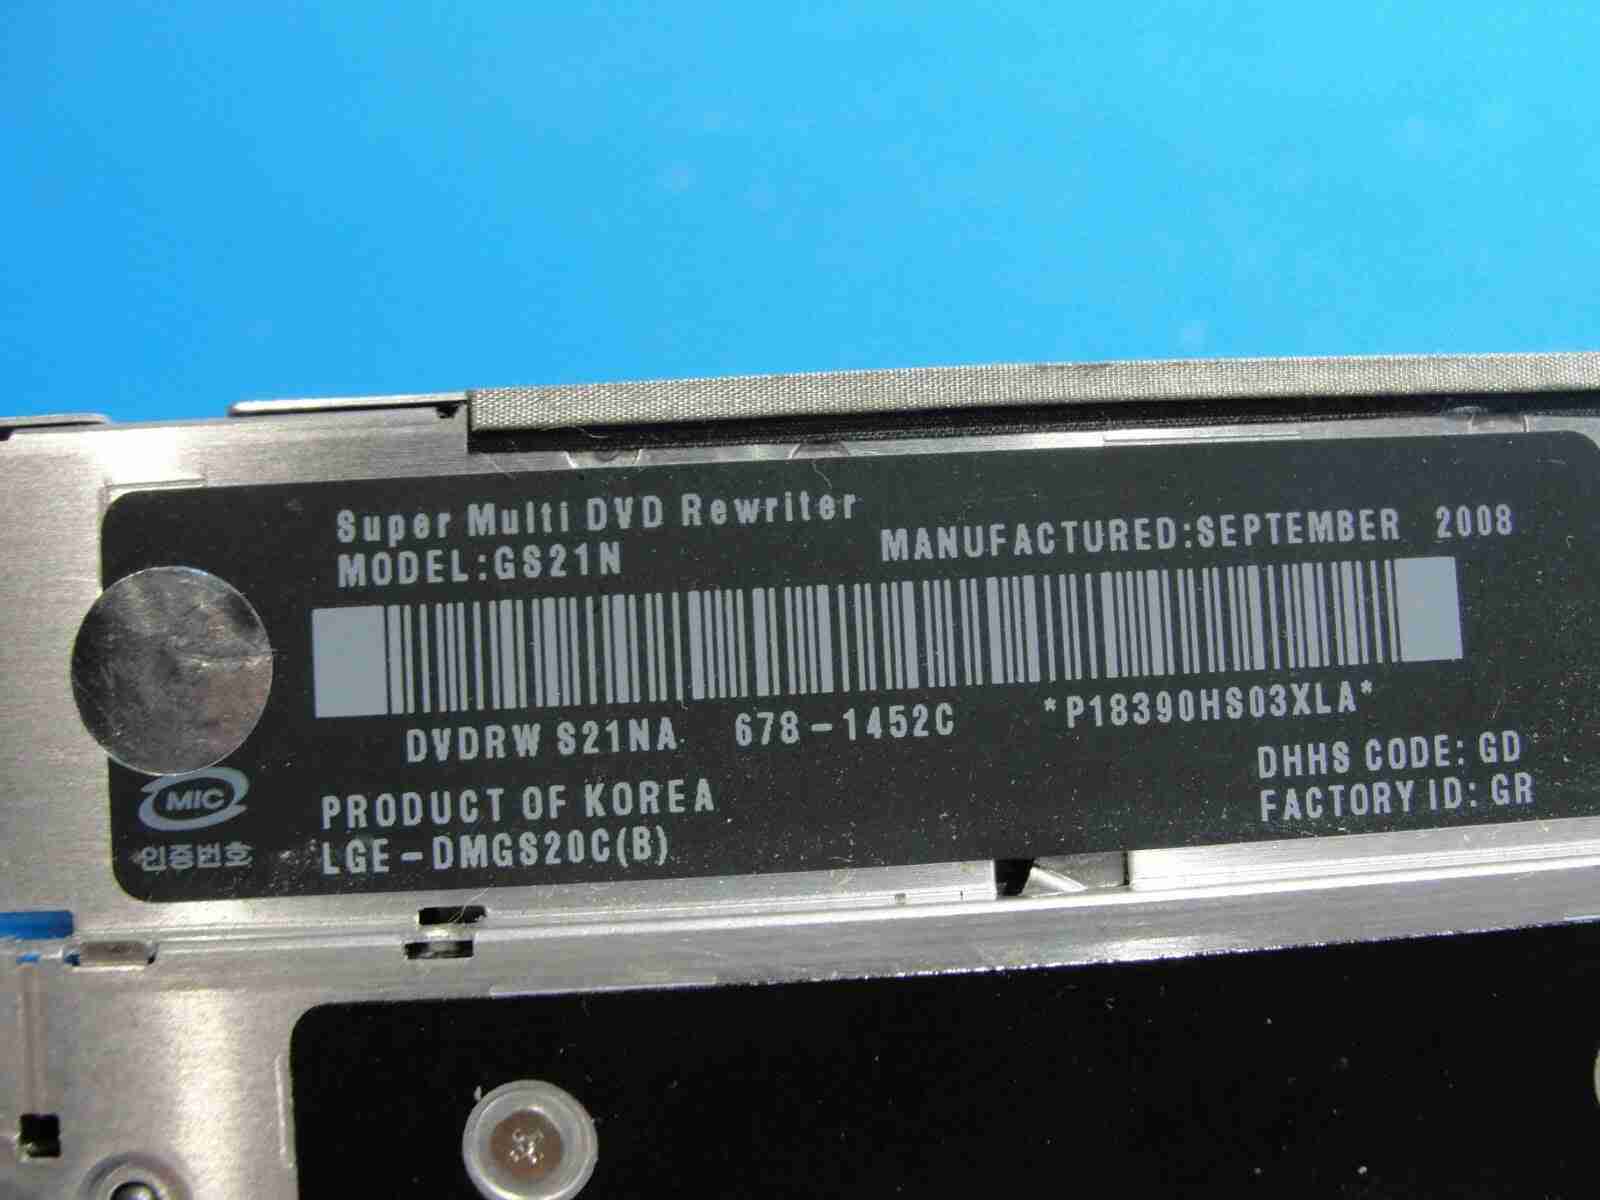 Super Multi DVD Rewriter
MODEL:GS21N
MANUFACTURED:SEPTEMBER 2008
DVDRW S21NA 678-1452C *P18390HS03XLA*
DHHS CODE: GD
FACTORY ID: GR
MIC
인증번호
PRODUCT OF KOREA
LGE-DMGS20C(B)